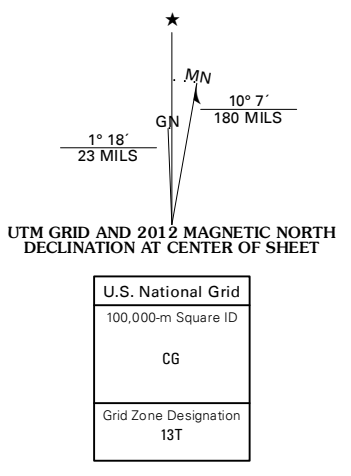 ★
MN
GN
10° 7´
180 MILS
1° 18´
23 MILS
UTM GRID AND 2012 MAGNETIC NORTH
DECLINATION AT CENTER OF SHEET
U.S. National Grid
100,000-m Square ID
CG
Grid Zone Designation
13T